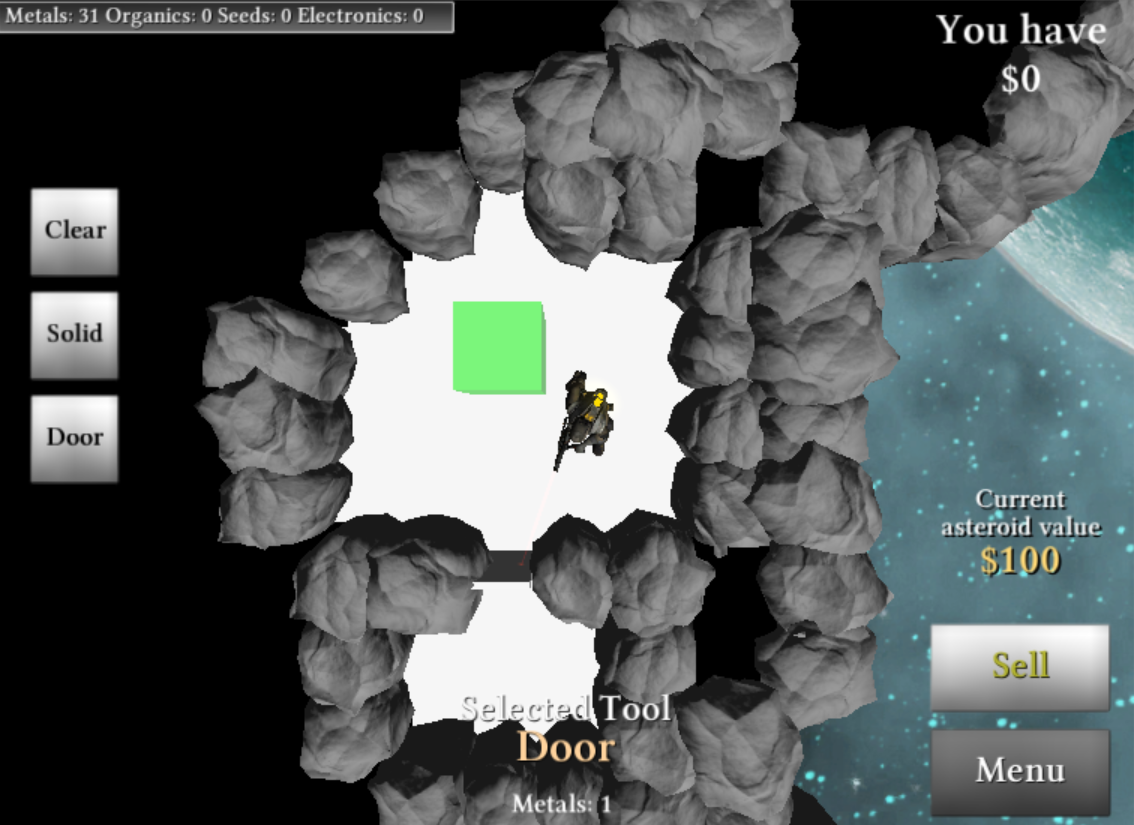 Metals: 31 Organics: 0 Seeds: 0 Electronics: 0
You have
$0
Clear
Solid
Door
Current
asteroid value
$100
Sell
Selected Tool
Door
Menu
Metals: 1